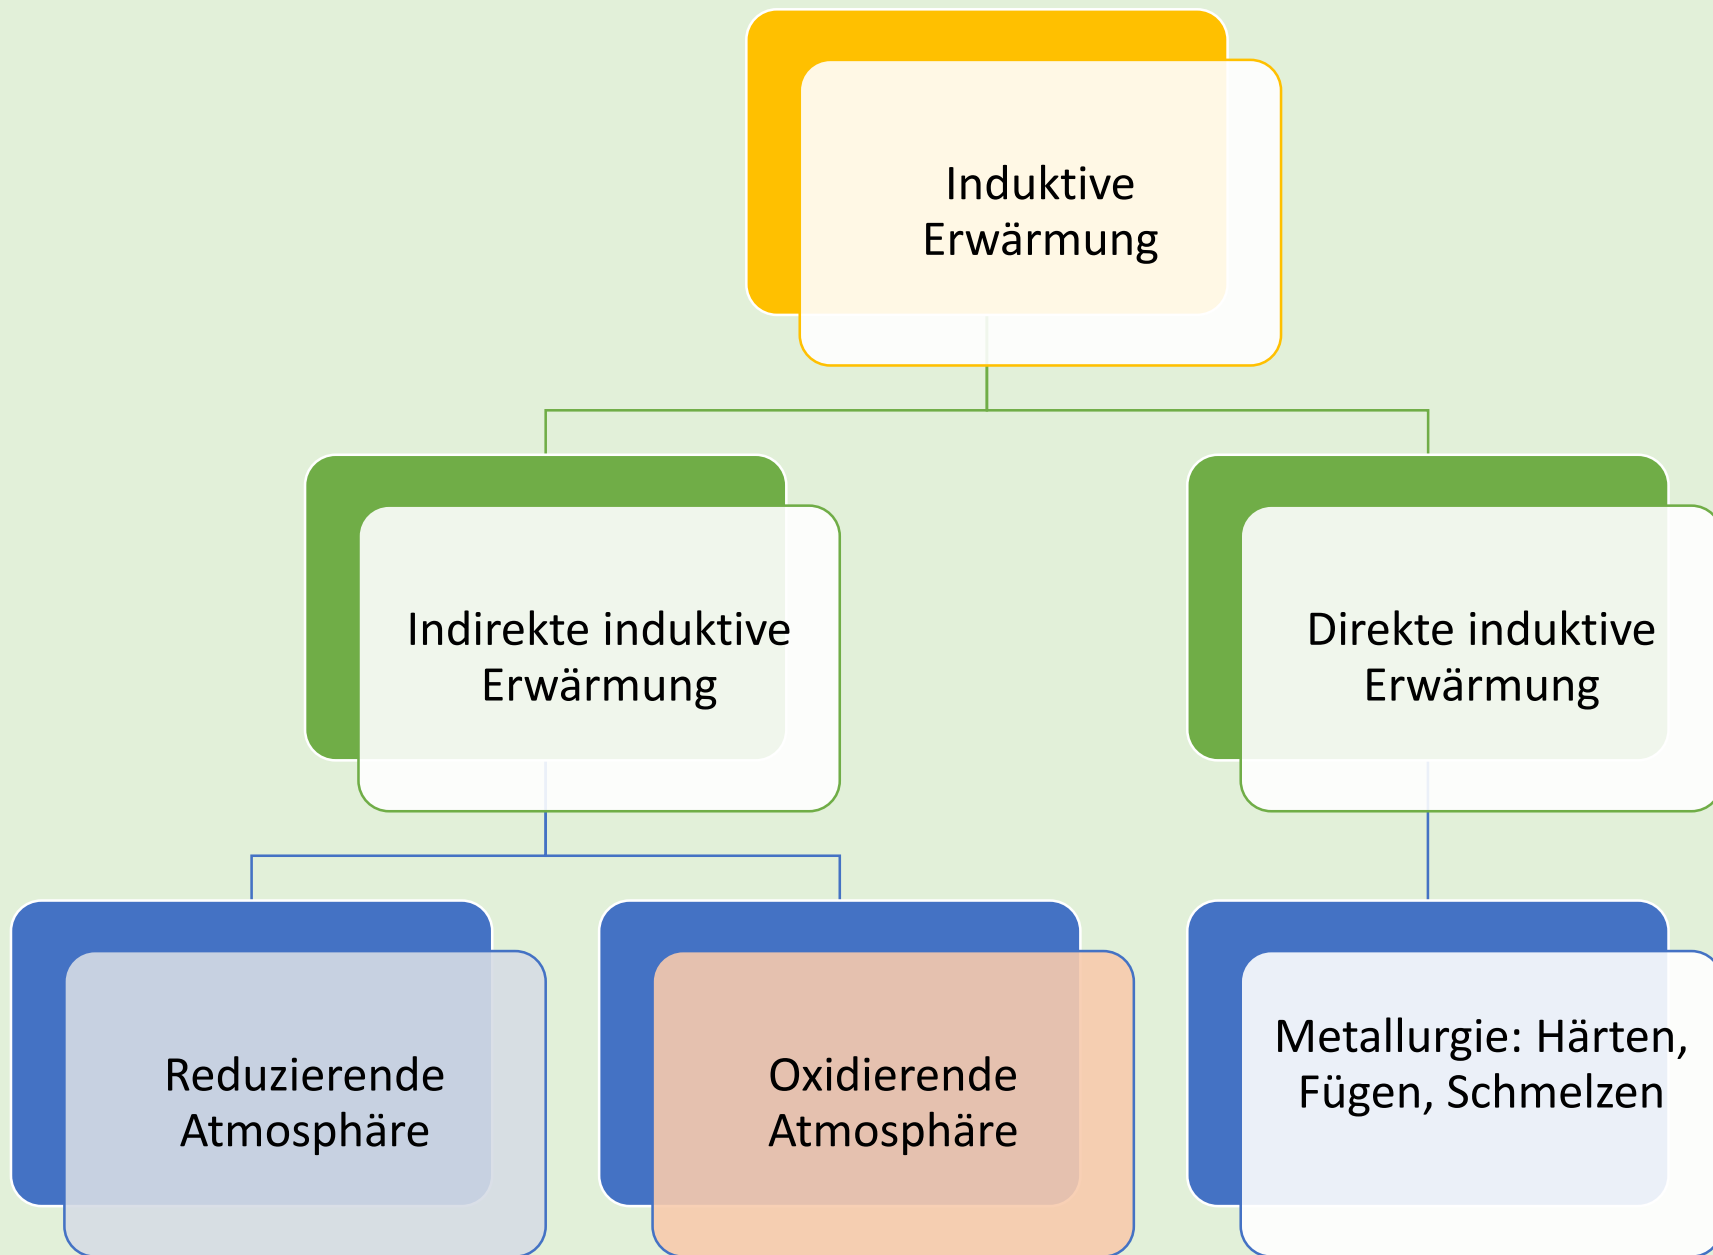 Induktive
Erwärmung
Indirekte induktive
Erwärmung
Direkte induktive
Erwärmung
Reduzierende
Atmosphäre
Oxidierende
Atmosphäre
Metallurgie: Härten,
Fügen, Schmelzen